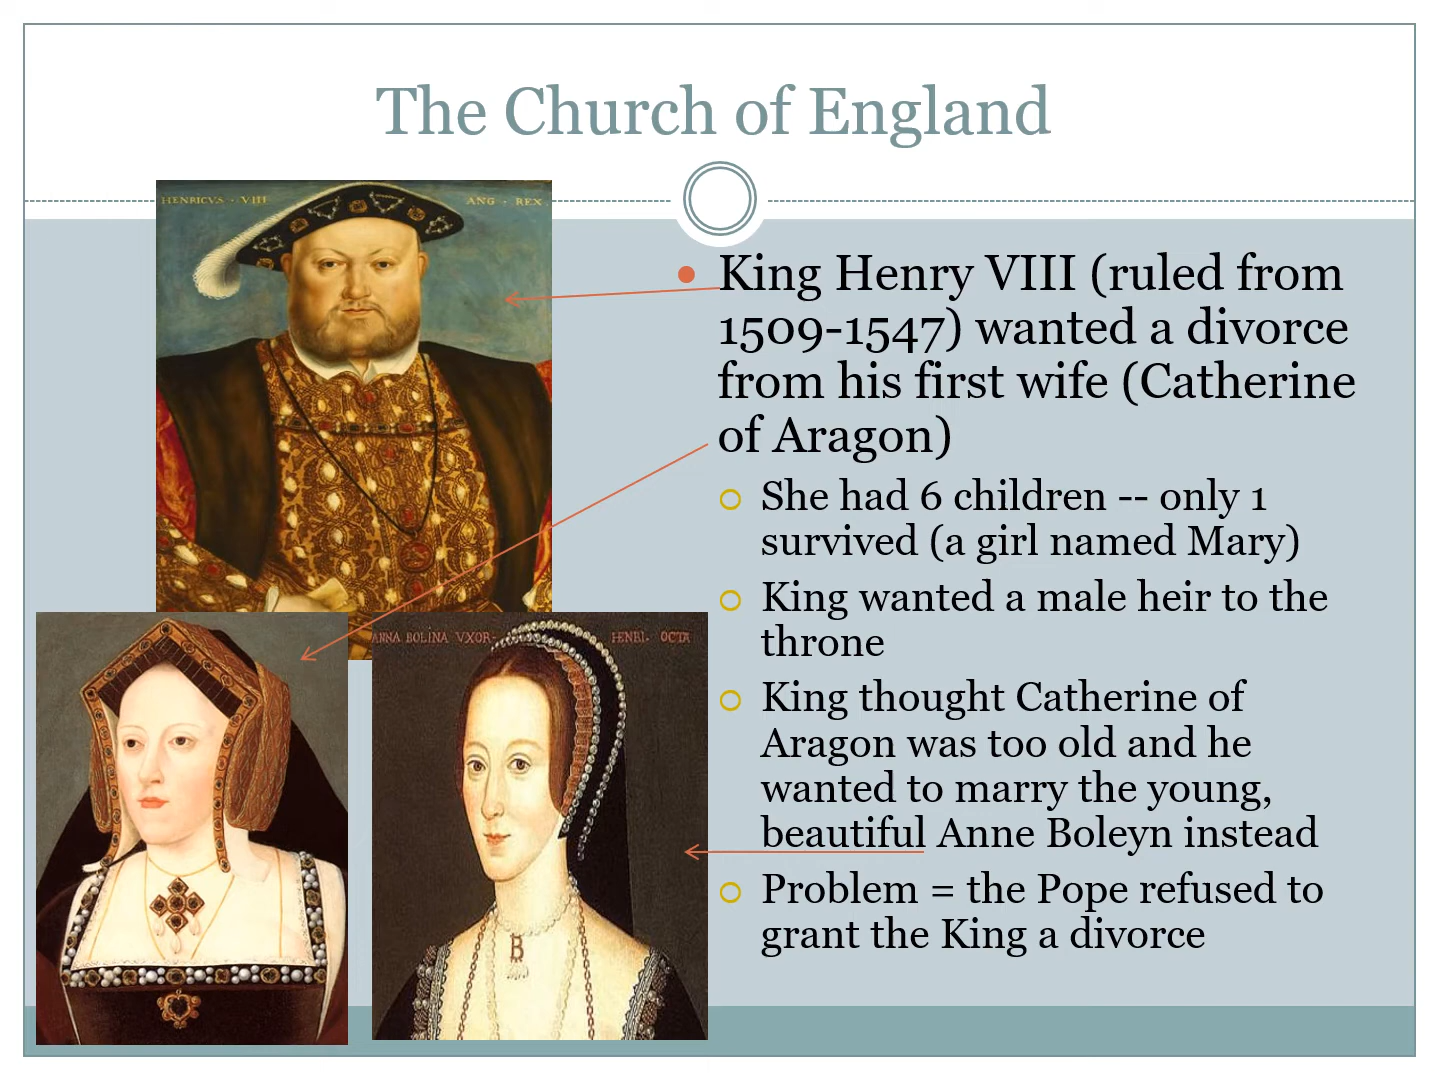 The Church of England
HENRICVS · VIII ANG · REX
King Henry VIII (ruled from
1509-1547) wanted a divorce
from his first wife (Catherine
of Aragon)
She had 6 children -- only 1
survived (a girl named Mary)
King wanted a male heir to the
throne
King thought Catherine of
Aragon was too old and he
wanted to marry the young,
beautiful Anne Boleyn instead
Problem = the Pope refused to
grant the King a divorce
ANNA BOLINA VXOR· HENRI· OCTA
B